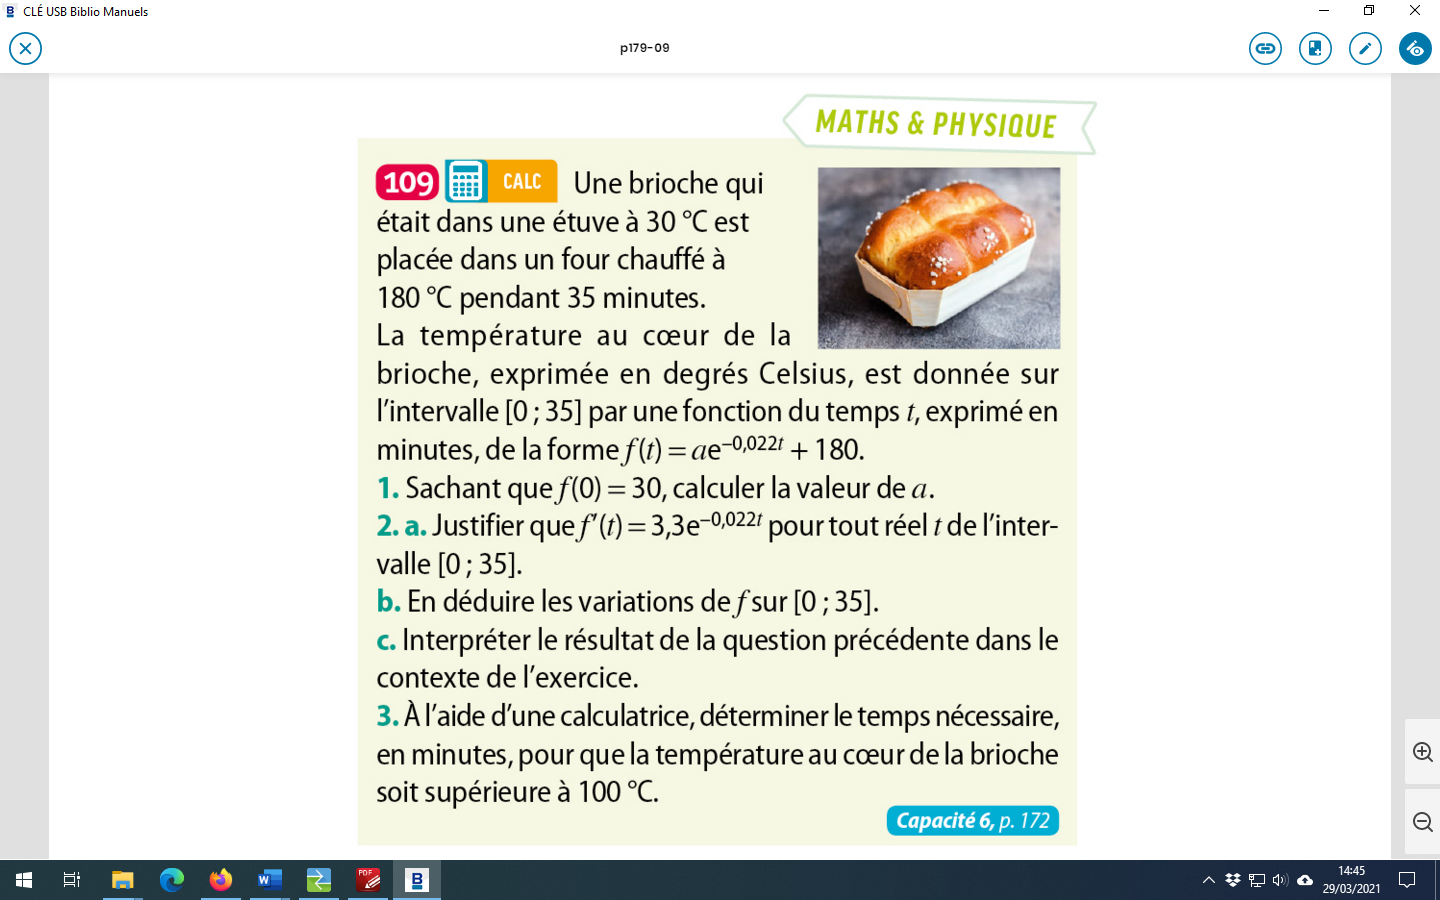 CLÉ USB Biblio Manuels
p179-09
MATHS & PHYSIQUE
109 CALC Une brioche qui
était dans une étuve à 30 °C est
placée dans un four chauffé à
180 °C pendant 35 minutes.
La température au cœur de la
brioche, exprimée en degrés Celsius, est donnée sur
l’intervalle [0 ; 35] par une fonction du temps t, exprimé en
minutes, de la forme f(t) = ae^–0,022t + 180.
1. Sachant que f(0) = 30, calculer la valeur de a.
2. a. Justifier que f′(t) = 3,3e^–0,022t pour tout réel t de l’inter-
valle [0 ; 35].
b. En déduire les variations de f sur [0 ; 35].
c. Interpréter le résultat de la question précédente dans le
contexte de l’exercice.
3. À l’aide d’une calculatrice, déterminer le temps nécessaire,
en minutes, pour que la température au cœur de la brioche
soit supérieure à 100 °C.
Capacité 6, p. 172
PDF
14:45
29/03/2021